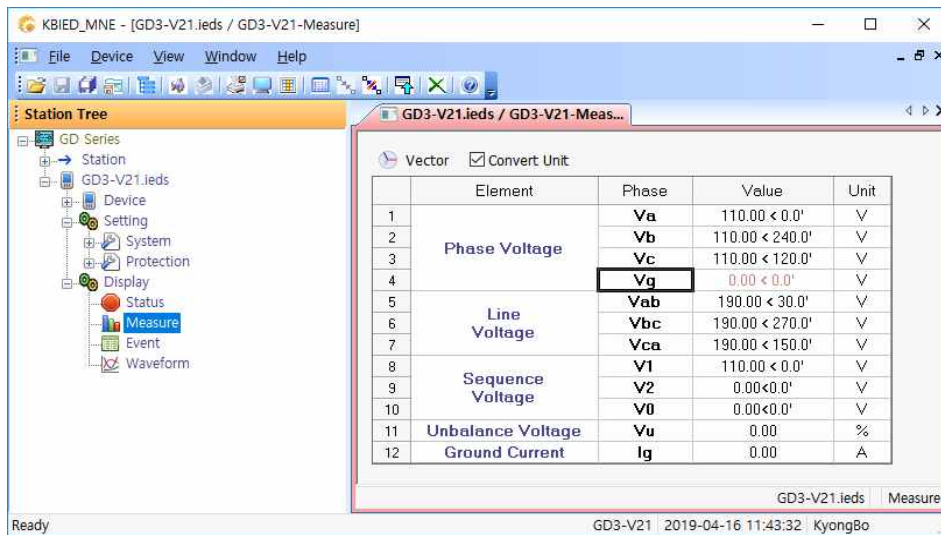 KBIED_MNE - [GD3-V21.ieds / GD3-V21-Measure]
File Device View Window Help
Station Tree
GD Series
Station
GD3-V21.ieds
Device
Setting
System
Protection
Display
Status
Measure
Event
Waveform
GD3-V21.ieds / GD3-V21-Meas...
Vector Convert Unit
Element Phase Value Unit
1 Phase Voltage Va 110.00 < 0.0' V
2 Vb 110.00 < 240.0' V
3 Vc 110.00 < 120.0' V
4 Vg 0.00 < 0.0' V
5 Line Voltage Vab 190.00 < 30.0' V
6 Vbc 190.00 < 270.0' V
7 Vca 190.00 < 150.0' V
8 Sequence Voltage V1 110.00 < 0.0' V
9 V2 0.00<0.0' V
10 V0 0.00<0.0' V
11 Unbalance Voltage Vu 0.00 %
12 Ground Current Ig 0.00 A
GD3-V21.ieds Measure
Ready GD3-V21 2019-04-16 11:43:32 KyongBo